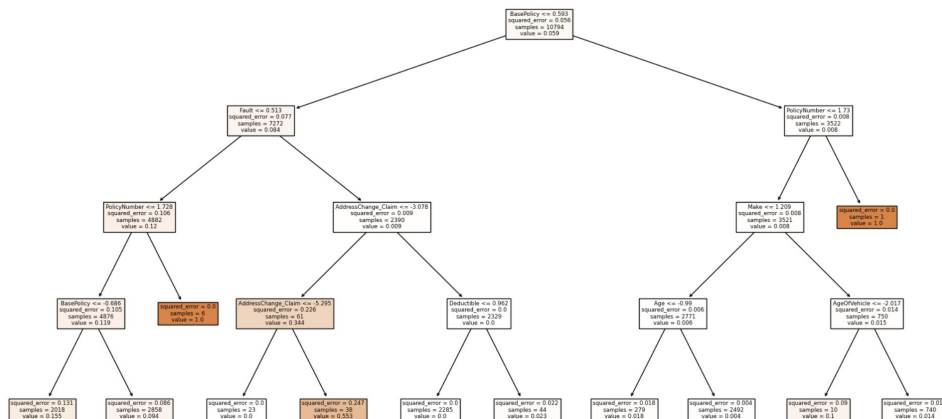 BasePolicy <= 0.593
squared_error = 0.056
samples = 10794
value = 0.059
Fault <= 0.513
squared_error = 0.077
samples = 7272
value = 0.084
PolicyNumber <= 1.73
squared_error = 0.008
samples = 3522
value = 0.008
PolicyNumber <= 1.728
squared_error = 0.106
samples = 4882
value = 0.12
AddressChange_Claim <= -3.078
squared_error = 0.009
samples = 2390
value = 0.009
Make <= 1.209
squared_error = 0.008
samples = 3521
value = 0.008
squared_error = 0.0
samples = 1
value = 1.0
BasePolicy <= -0.686
squared_error = 0.105
samples = 4876
value = 0.119
squared_error = 0.0
samples = 6
value = 1.0
AddressChange_Claim <= -5.295
squared_error = 0.226
samples = 61
value = 0.344
Deductible <= 0.962
squared_error = 0.0
samples = 2329
value = 0.0
Age <= -0.99
squared_error = 0.006
samples = 2771
value = 0.006
AgeOfVehicle <= -2.017
squared_error = 0.014
samples = 750
value = 0.015
squared_error = 0.131
samples = 2018
value = 0.155
squared_error = 0.086
samples = 2858
value = 0.094
squared_error = 0.0
samples = 23
value = 0.0
squared_error = 0.247
samples = 38
value = 0.553
squared_error = 0.0
samples = 2285
value = 0.0
squared_error = 0.022
samples = 44
value = 0.023
squared_error = 0.018
samples = 279
value = 0.018
squared_error = 0.004
samples = 2492
value = 0.004
squared_error = 0.09
samples = 10
value = 0.1
squared_error = 0.01
samples = 740
value = 0.014